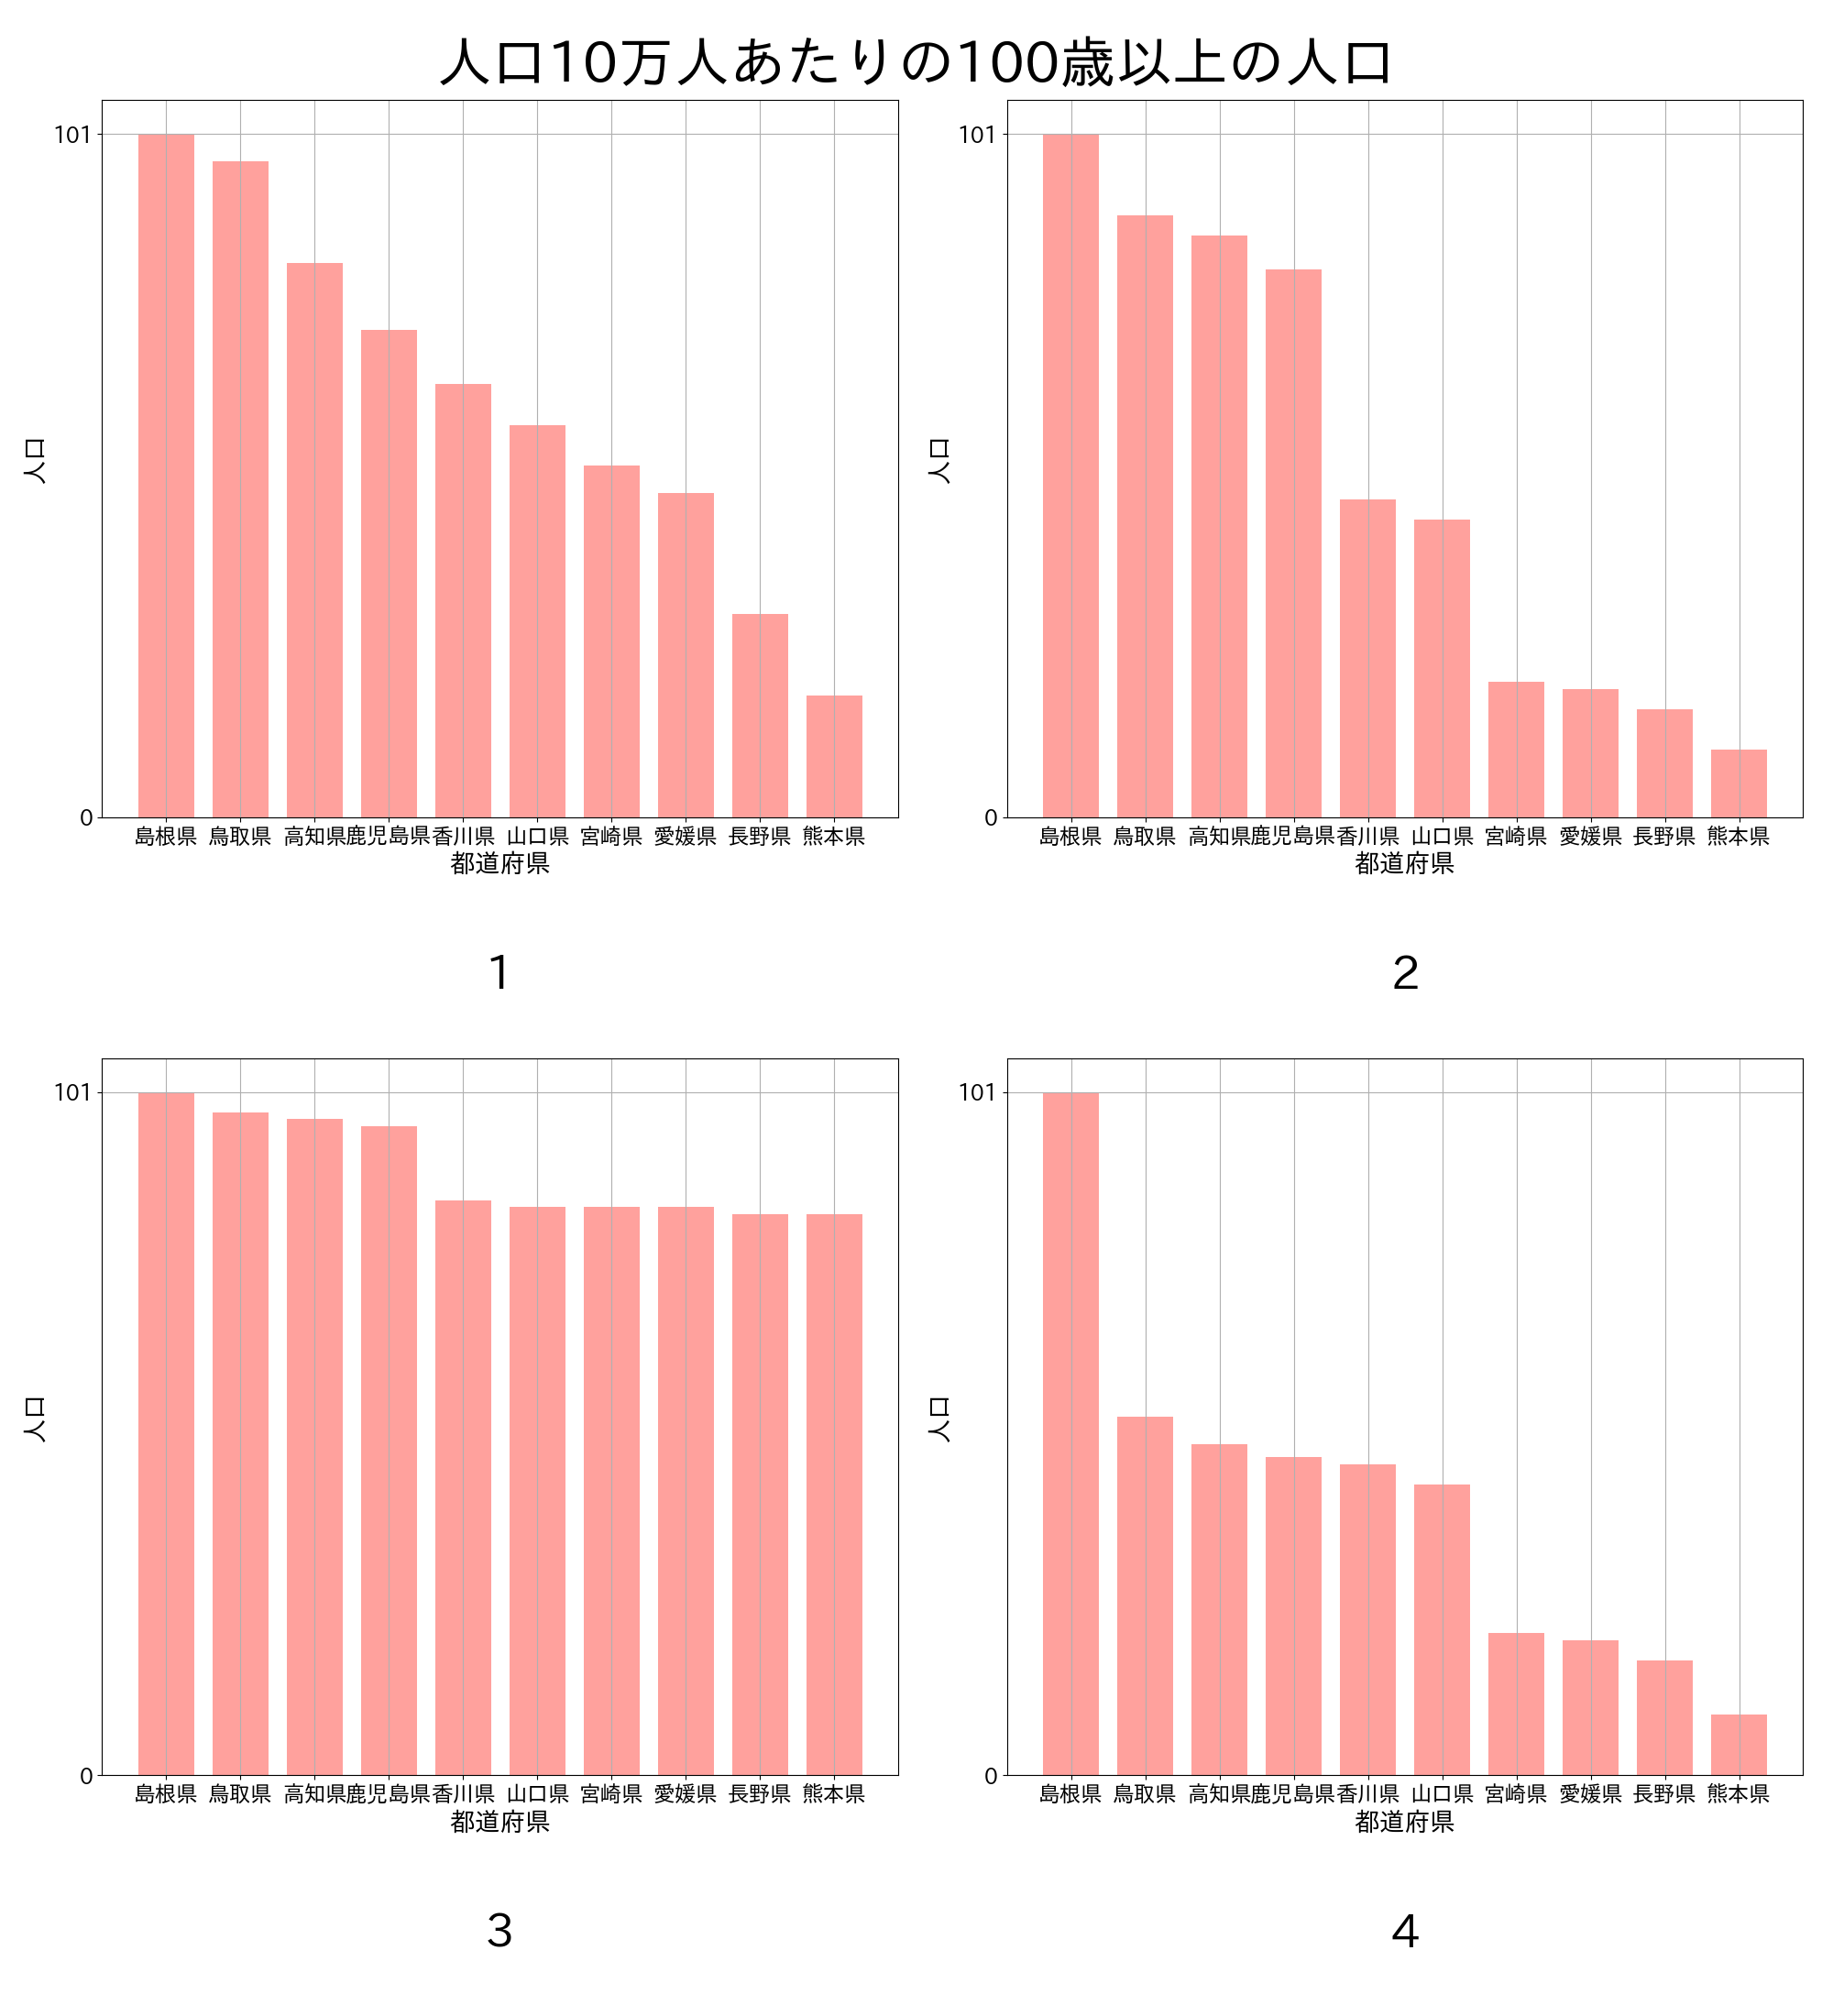 人口10万人あたりの100歳以上の人口
101
0
人口
島根県 鳥取県 高知県 鹿児島県 香川県 山口県 宮崎県 愛媛県 長野県 熊本県
都道府県
1
101
0
人口
島根県 鳥取県 高知県 鹿児島県 香川県 山口県 宮崎県 愛媛県 長野県 熊本県
都道府県
2
101
0
人口
島根県 鳥取県 高知県 鹿児島県 香川県 山口県 宮崎県 愛媛県 長野県 熊本県
都道府県
3
101
0
人口
島根県 鳥取県 高知県 鹿児島県 香川県 山口県 宮崎県 愛媛県 長野県 熊本県
都道府県
4